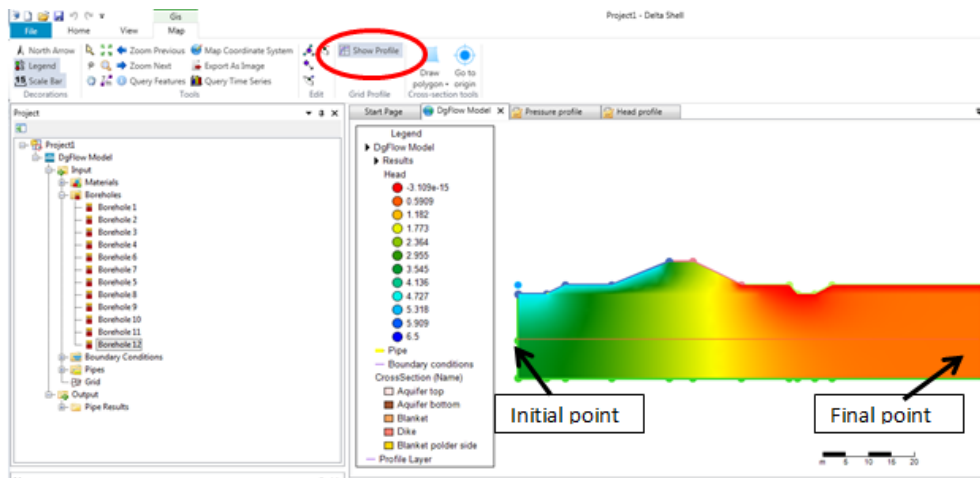 Project1 - Delta Shell
Gis
File Home View Map
North Arrow Zoom Previous Map Coordinate System Show Profile
Legend Zoom Next Export As Image
15 Scale Bar Query Features Query Time Series
Draw polygon Go to origin
Decorations Tools Edit Grid Profile Cross-section tools
Project
Start Page DgFlow Model Pressure profile Head profile
Project1
DgFlow Model
Input
Materials
Boreholes
Borehole 1
Borehole 2
Borehole 3
Borehole 4
Borehole 6
Borehole 7
Borehole 5
Borehole 8
Borehole 9
Borehole 10
Borehole 11
Borehole 12
Boundary Conditions
Pipes
Grid
Output
Pipe Results
Legend
DgFlow Model
Results
Head
-3.109e-15
0.5909
1.182
1.773
2.364
2.955
3.545
4.136
4.727
5.318
5.909
6.5
Pipe
Boundary conditions
CrossSection (Name)
Aquifer top
Aquifer bottom
Blanket
Dike
Blanket polder side
Profile Layer
Initial point
Final point
m 5 10 15 20